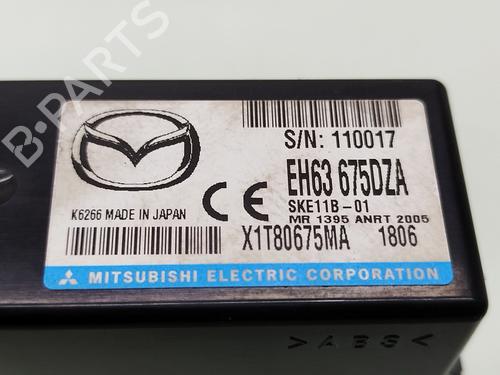 S/N: 110017
EH63 675DZA
SKE11B-01
MR 1395 ANRT 2005
K6266 MADE IN JAPAN
CE
X1T80675MA 1806
MITSUBISHI ELECTRIC CORPORATION
>ABS<
B-PARTS